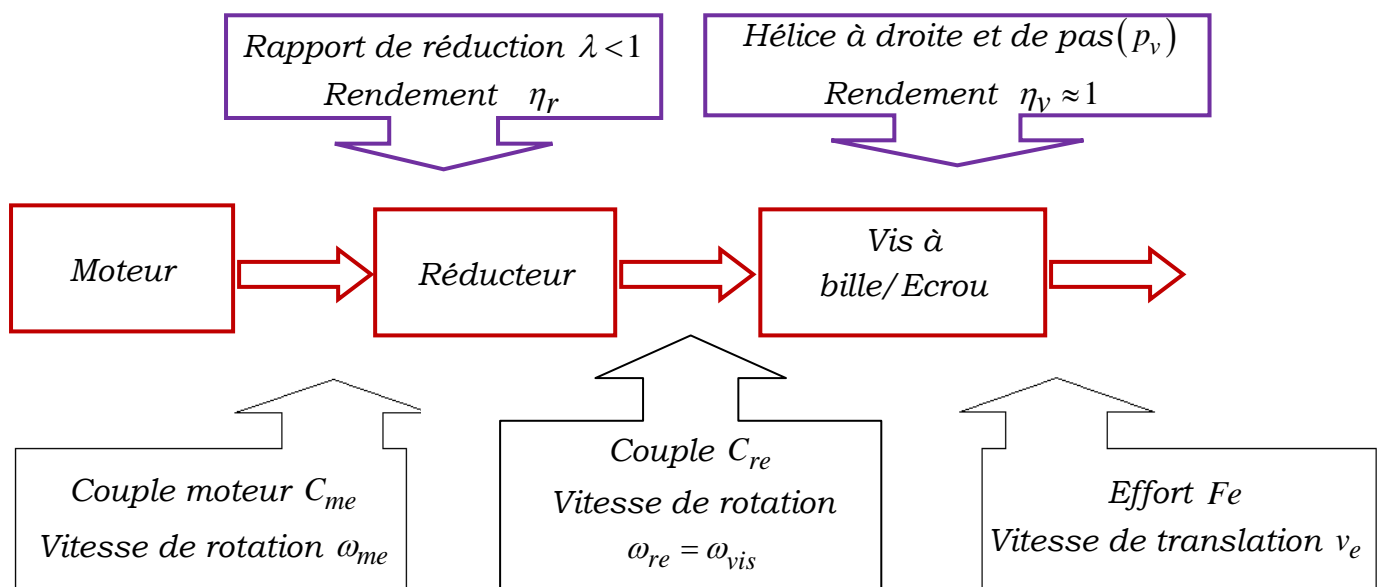 Rapport de réduction λ<1
Rendement η_r
Hélice à droite et de pas(p_v)
Rendement η_v≈1
Moteur
Réducteur
Vis à
bille/Ecrou
Couple moteur C_me
Vitesse de rotation ω_me
Couple C_re
Vitesse de rotation
ω_re = ω_vis
Effort Fe
Vitesse de translation v_e